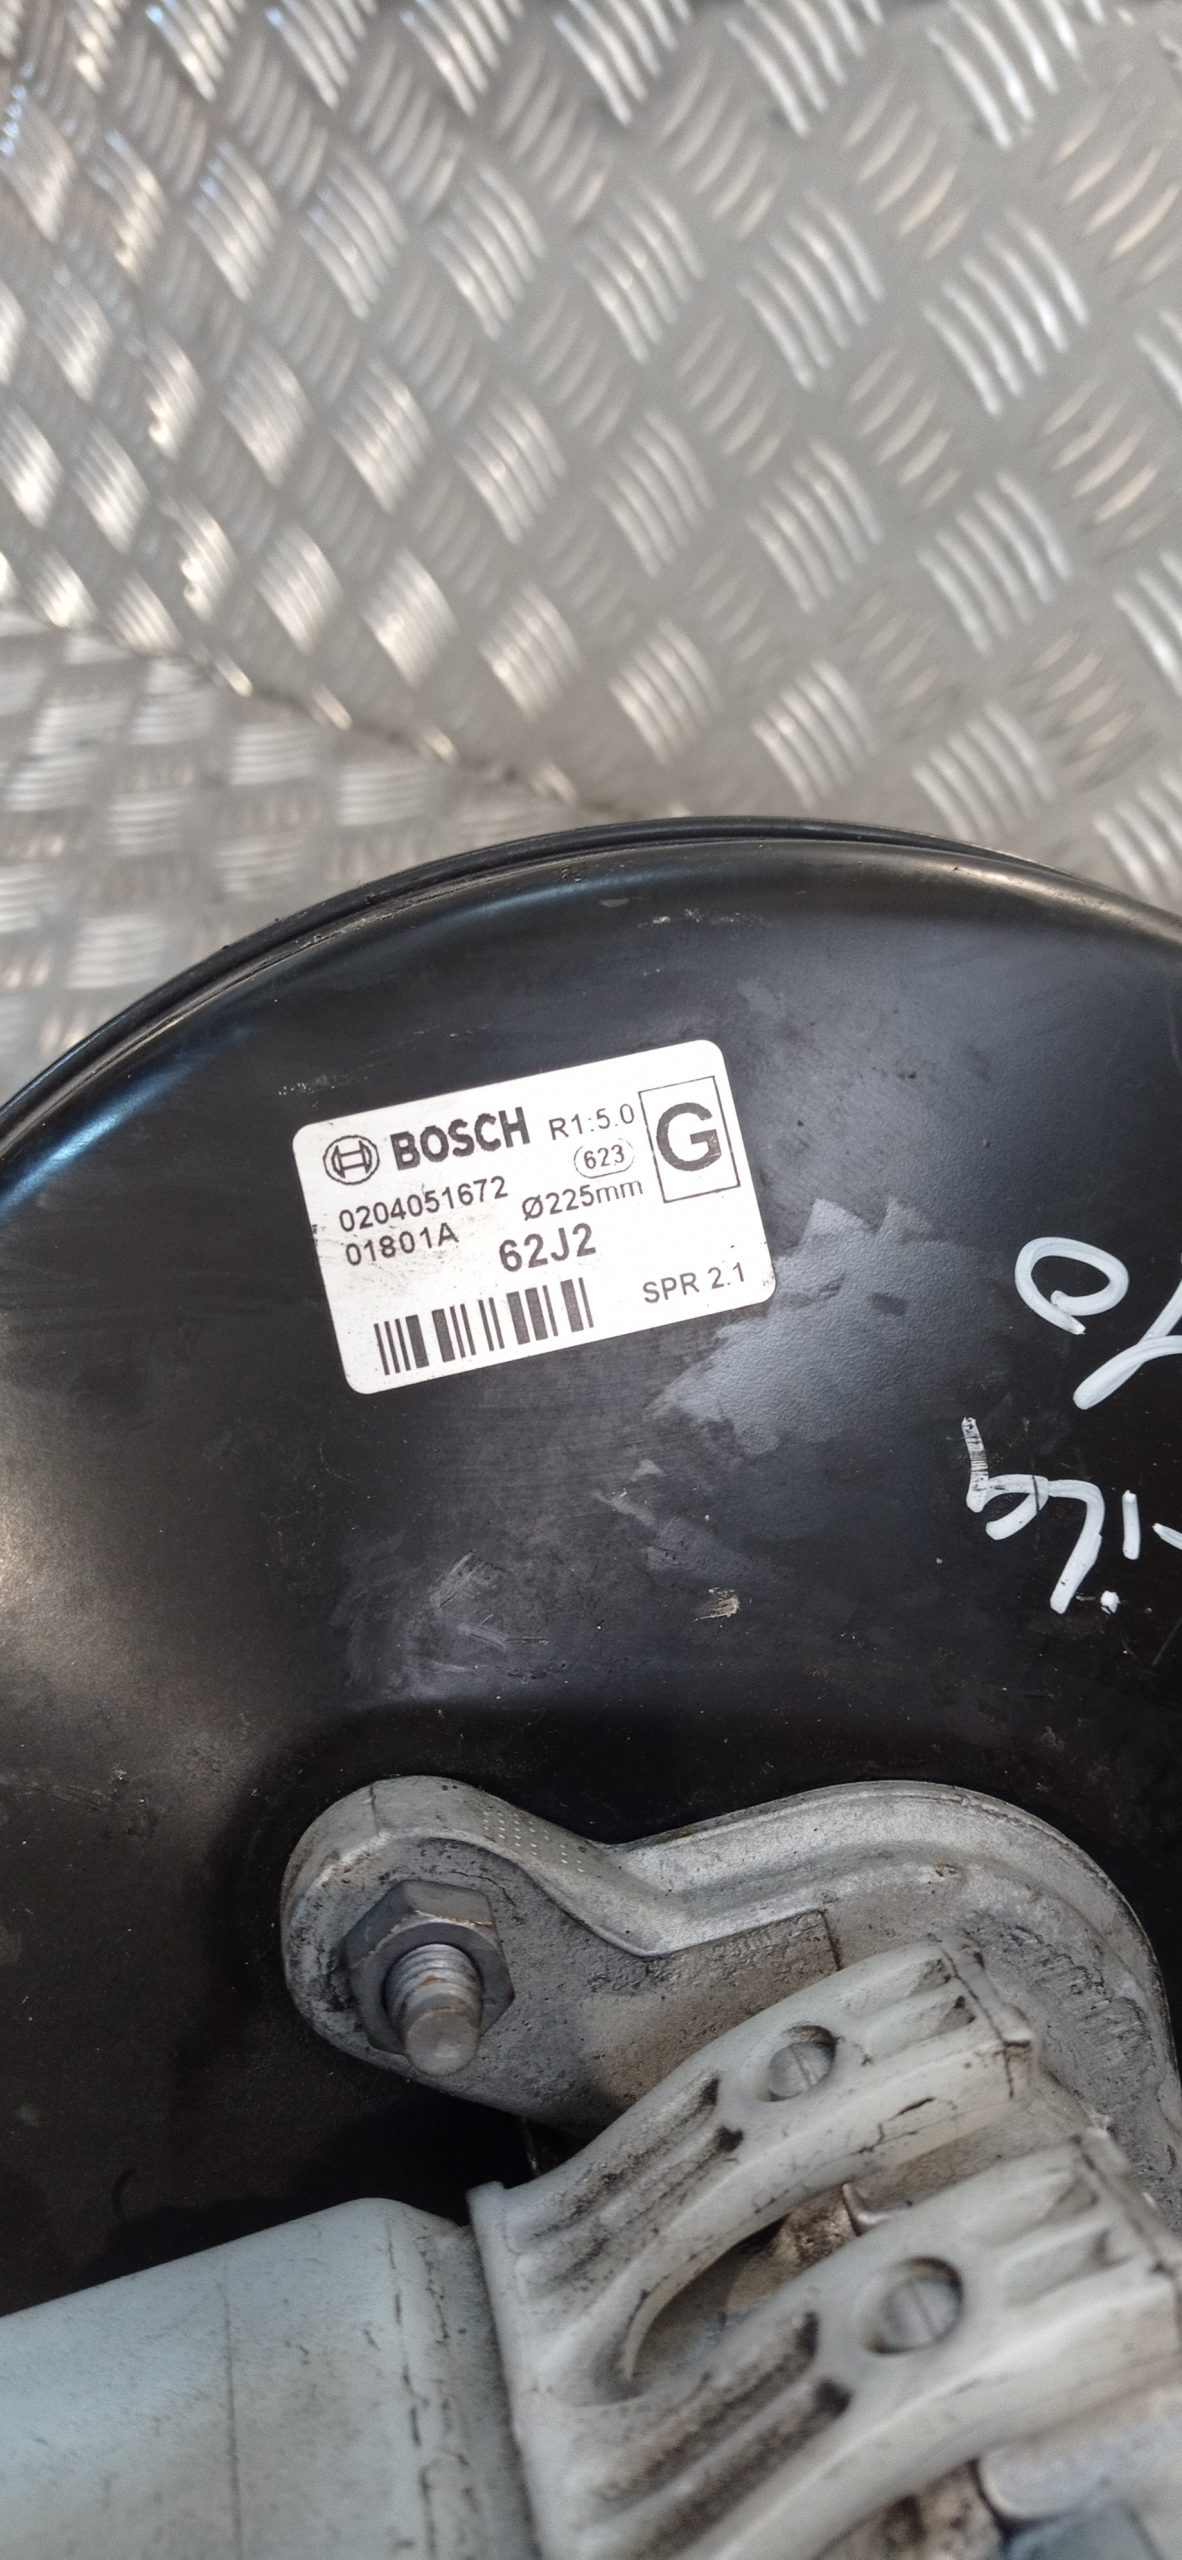 BOSCH R1:5.0 G
623
0204051672 Ø225mm
01801A 62J2
SPR 2.1